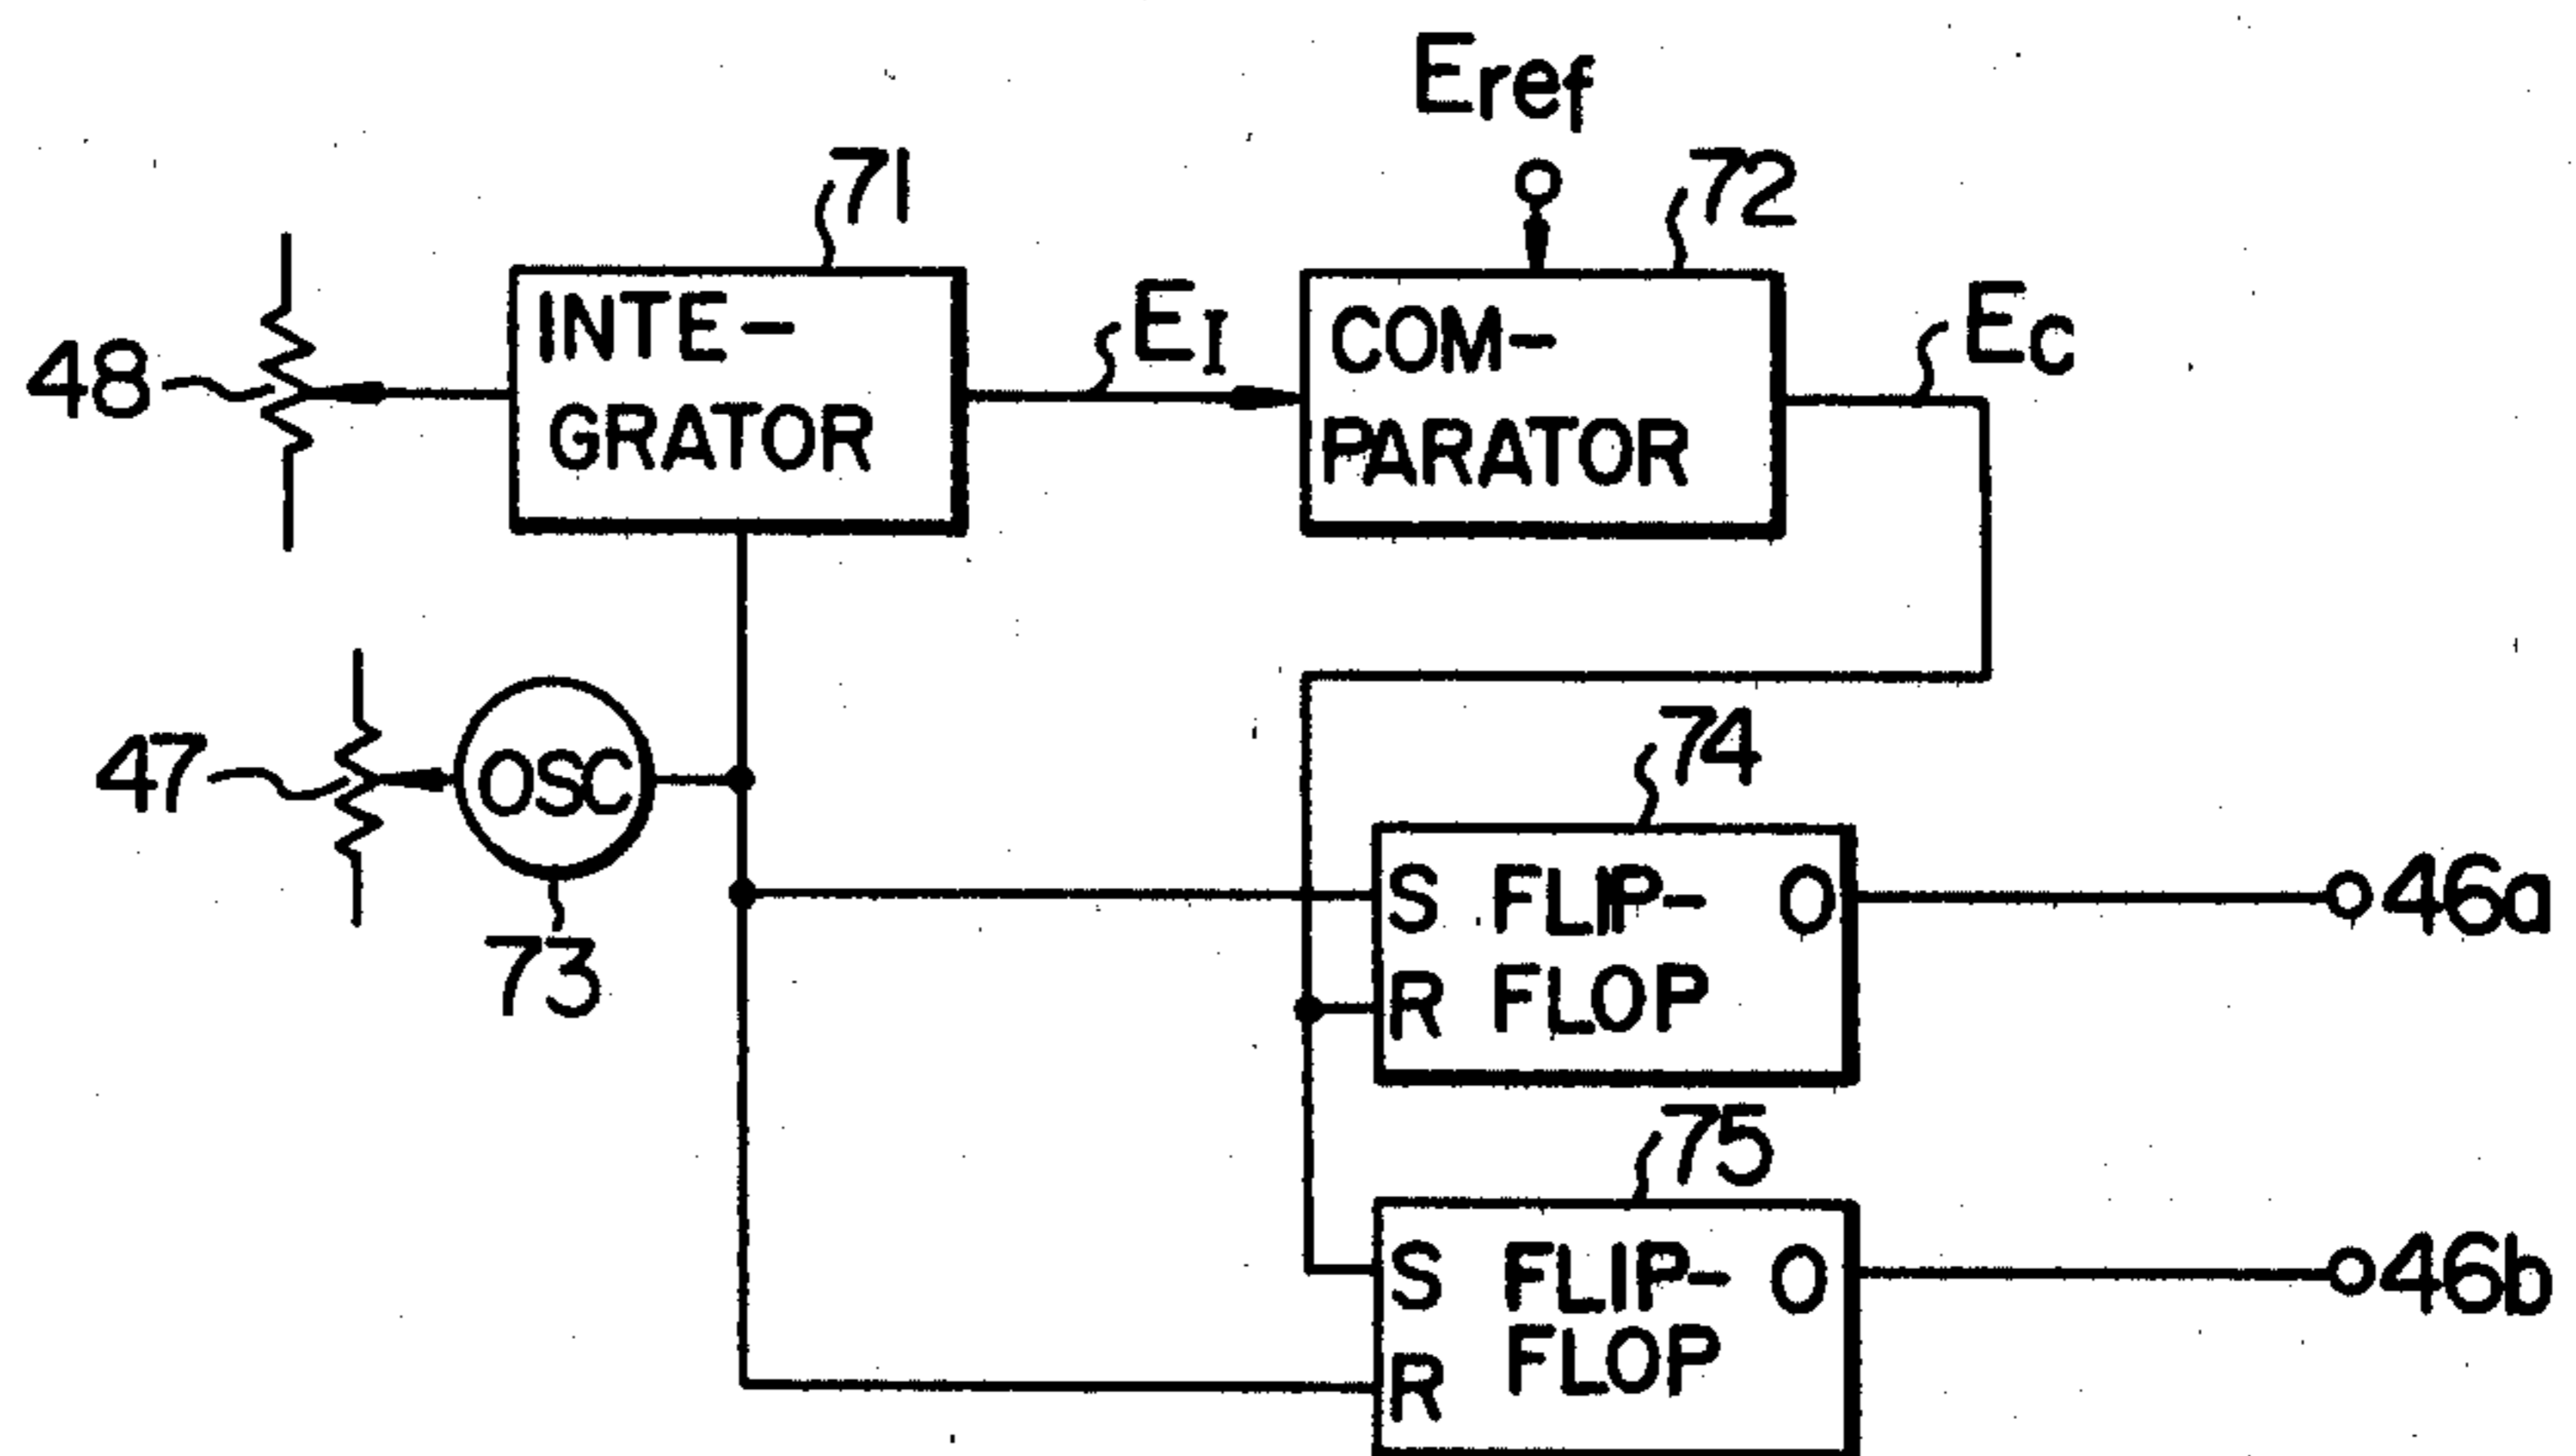 Eref
71
72
INTE-
GRATOR
EI
COM-
PARATOR
EC
48
47
OSC
73
74
S FLIP- O
R FLOP
46a
75
S FLIP- O
FLOP
R
46b